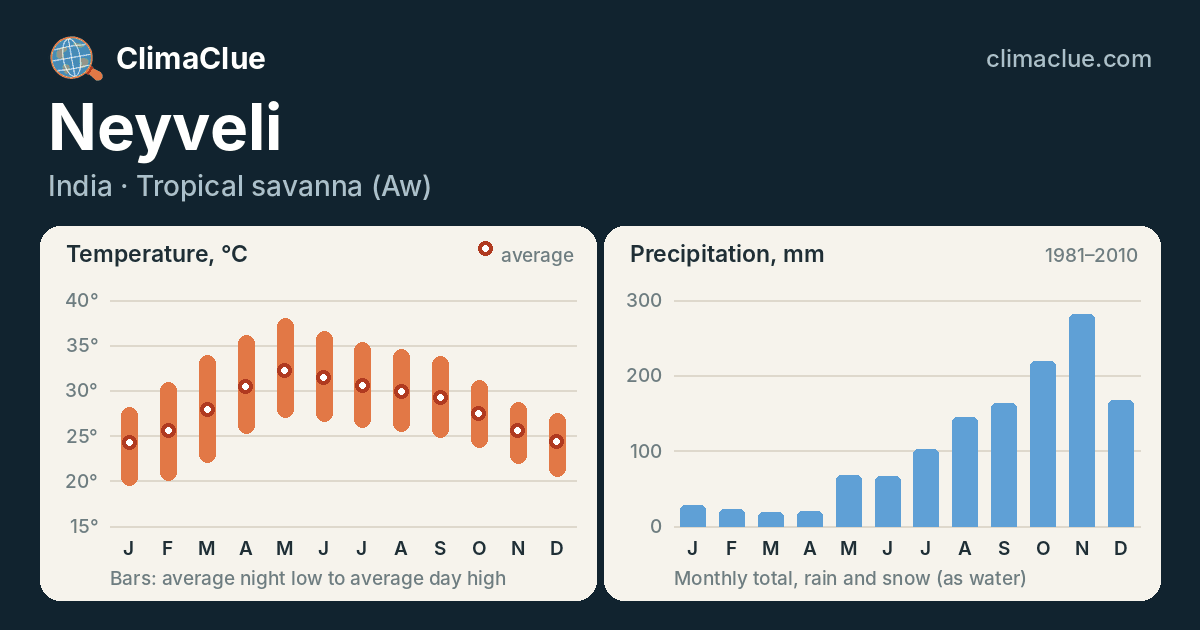 ClimaClue
climaclue.com
Neyveli
India · Tropical savanna (Aw)
Temperature, °C
average
40°
35°
30°
25°
20°
15°
J F M A M J J A S O N D
Bars: average night low to average day high
Precipitation, mm
1981–2010
300
200
100
0
J F M A M J J A S O N D
Monthly total, rain and snow (as water)